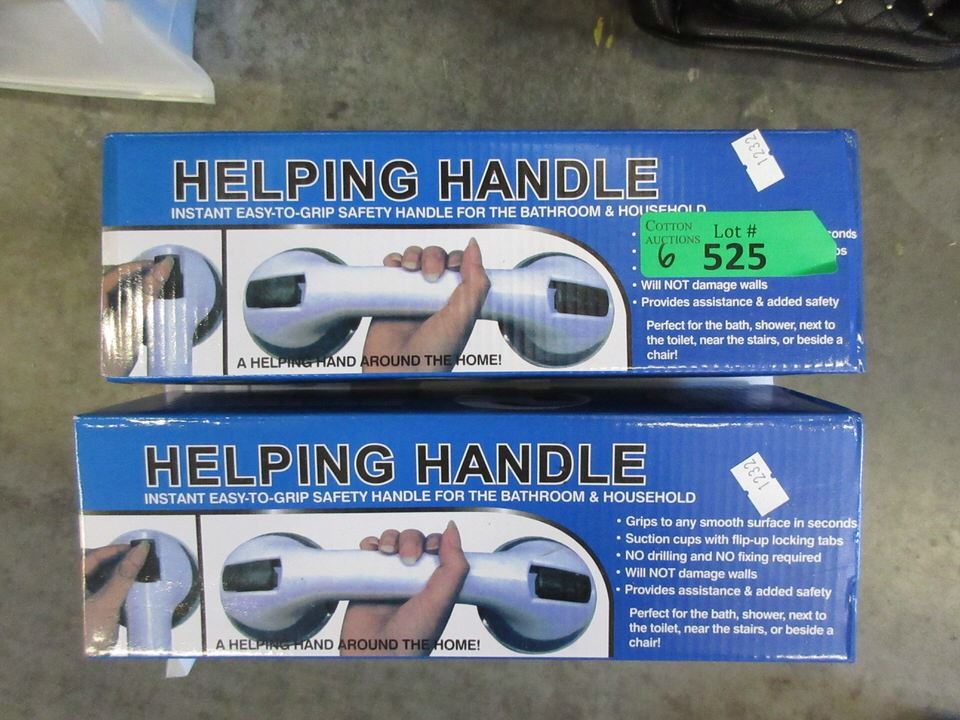 HELPING HANDLE
1232
INSTANT EASY-TO-GRIP SAFETY HANDLE FOR THE BATHROOM & HOUSEHOLD
COTTON
AUCTIONS
Lot #
6
525
onds
bs
• Will NOT damage walls
• Provides assistance & added safety
Perfect for the bath, shower, next to
the toilet, near the stairs, or beside a
chair!
A HELPING HAND AROUND THE HOME!
HELPING HANDLE
1232
INSTANT EASY-TO-GRIP SAFETY HANDLE FOR THE BATHROOM & HOUSEHOLD
• Grips to any smooth surface in seconds
• Suction cups with flip-up locking tabs
• NO drilling and NO fixing required
• Will NOT damage walls
• Provides assistance & added safety
Perfect for the bath, shower, next to
the toilet, near the stairs, or beside a
chair!
A HELPING HAND AROUND THE HOME!